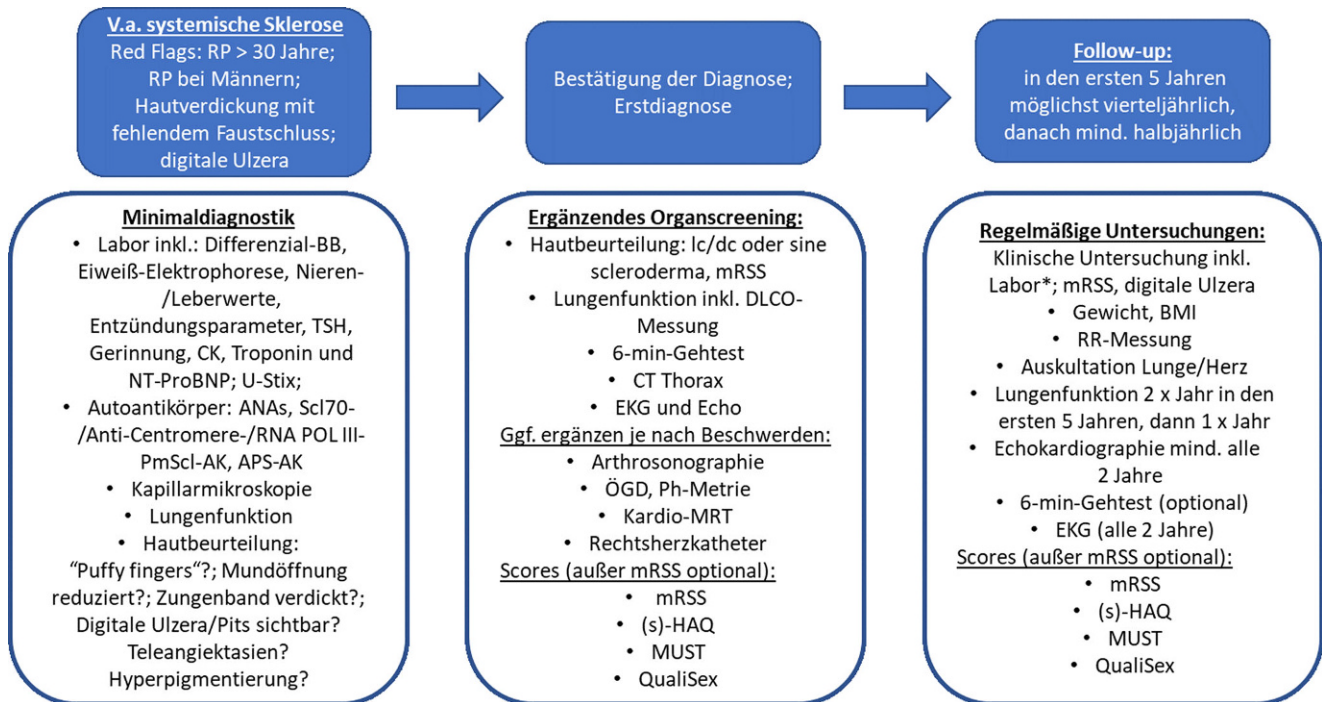 V.a. systemische Sklerose
Red Flags: RP > 30 Jahre;
RP bei Männern;
Hautverdickung mit
fehlendem Faustschluss;
digitale Ulzera
Bestätigung der Diagnose;
Erstdiagnose
Follow-up:
in den ersten 5 Jahren
möglichst vierteljährlich,
danach mind. halbjährlich
Minimaldiagnostik
• Labor inkl.: Differenzial-BB,
Eiweiß-Elektrophorese, Nieren-
/Leberwerte,
Entzündungsparameter, TSH,
Gerinnung, CK, Troponin und
NT-ProBNP; U-Stix;
• Autoantikörper: ANAs, Scl70-
/Anti-Centromere-/RNA POL III-
PmScl-AK, APS-AK
• Kapillarmikroskopie
• Lungenfunktion
• Hautbeurteilung:
“Puffy fingers“?; Mundöffnung
reduziert?; Zungenband verdickt?;
Digitale Ulzera/Pits sichtbar?
Teleangiektasien?
Hyperpigmentierung?
Ergänzendes Organscreening:
• Hautbeurteilung: lc/dc oder sine
scleroderma, mRSS
• Lungenfunktion inkl. DLCO-
Messung
• 6-min-Gehtest
• CT Thorax
• EKG und Echo
Ggf. ergänzen je nach Beschwerden:
• Arthrosonographie
• ÖGD, Ph-Metrie
• Kardio-MRT
• Rechtsherzkatheter
Scores (außer mRSS optional):
• mRSS
• (s)-HAQ
• MUST
• QualiSex
Regelmäßige Untersuchungen:
Klinische Untersuchung inkl.
Labor*; mRSS, digitale Ulzera
• Gewicht, BMI
• RR-Messung
• Auskultation Lunge/Herz
• Lungenfunktion 2 x Jahr in den
ersten 5 Jahren, dann 1 x Jahr
• Echokardiographie mind. alle
2 Jahre
• 6-min-Gehtest (optional)
• EKG (alle 2 Jahre)
Scores (außer mRSS optional):
• mRSS
• (s)-HAQ
• MUST
• QualiSex